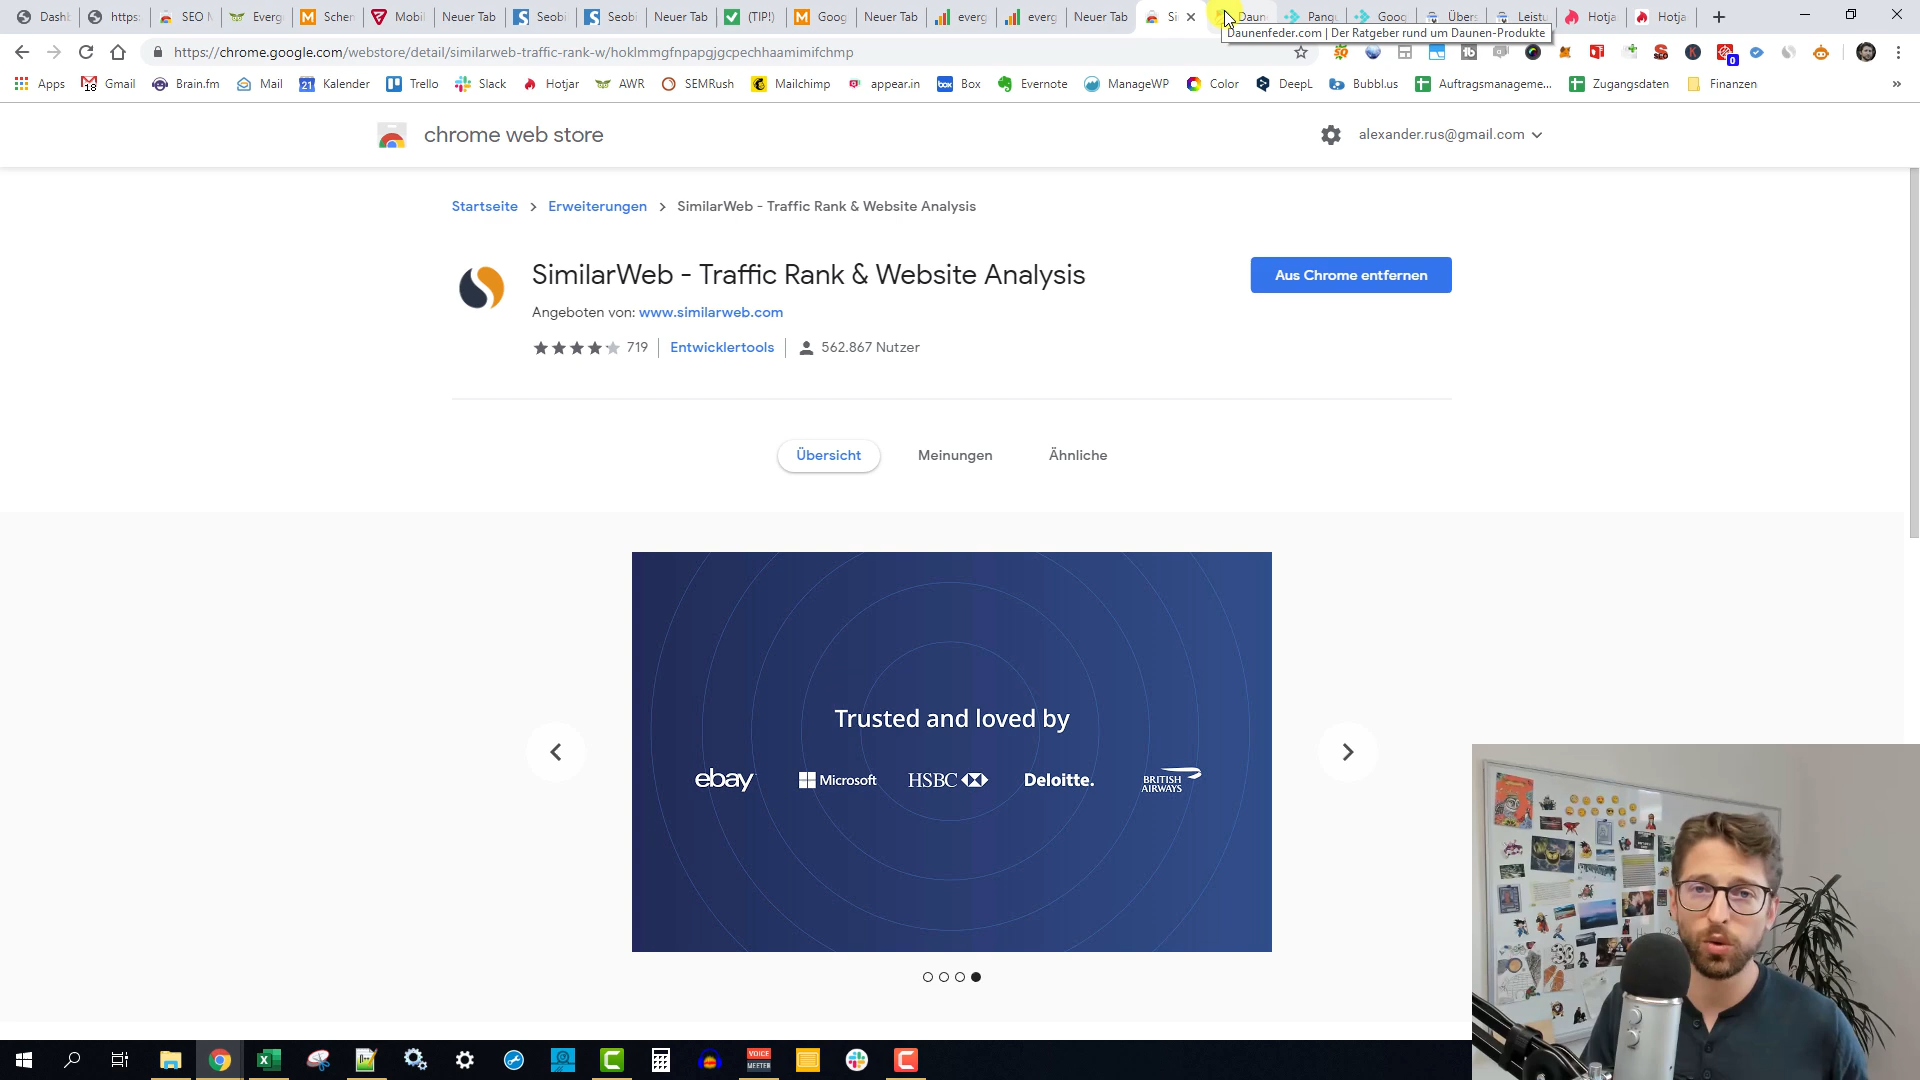 Dashb
https:
SEO M
Everg
Schen
Mobil
Neuer Tab
Seobi
Seobi
Neuer Tab
(TIP!)
Goog
Neuer Tab
everg
everg
Neuer Tab
Si
Daun
Panqu
Goog
Übers
Leistu
Hotja
Hotja
Daunenfeder.com | Der Ratgeber rund um Daunen-Produkte
https://chrome.google.com/webstore/detail/similarweb-traffic-rank-w/hoklmmgfnpapgjgcpechhaamimifchmp
Apps
Gmail
Brain.fm
Mail
Kalender
Trello
Slack
Hotjar
AWR
SEMRush
Mailchimp
appear.in
Box
Evernote
ManageWP
Color
DeepL
Bubbl.us
Auftragsmanageme...
Zugangsdaten
Finanzen
chrome web store
alexander.rus@gmail.com
Startseite > Erweiterungen > SimilarWeb - Traffic Rank & Website Analysis
SimilarWeb - Traffic Rank & Website Analysis
Aus Chrome entfernen
Angeboten von: www.similarweb.com
719 | Entwicklertools | 562.867 Nutzer
Übersicht
Meinungen
Ähnliche
Trusted and loved by
ebay
Microsoft
HSBC
Deloitte.
BRITISH AIRWAYS
VOICE MEETER